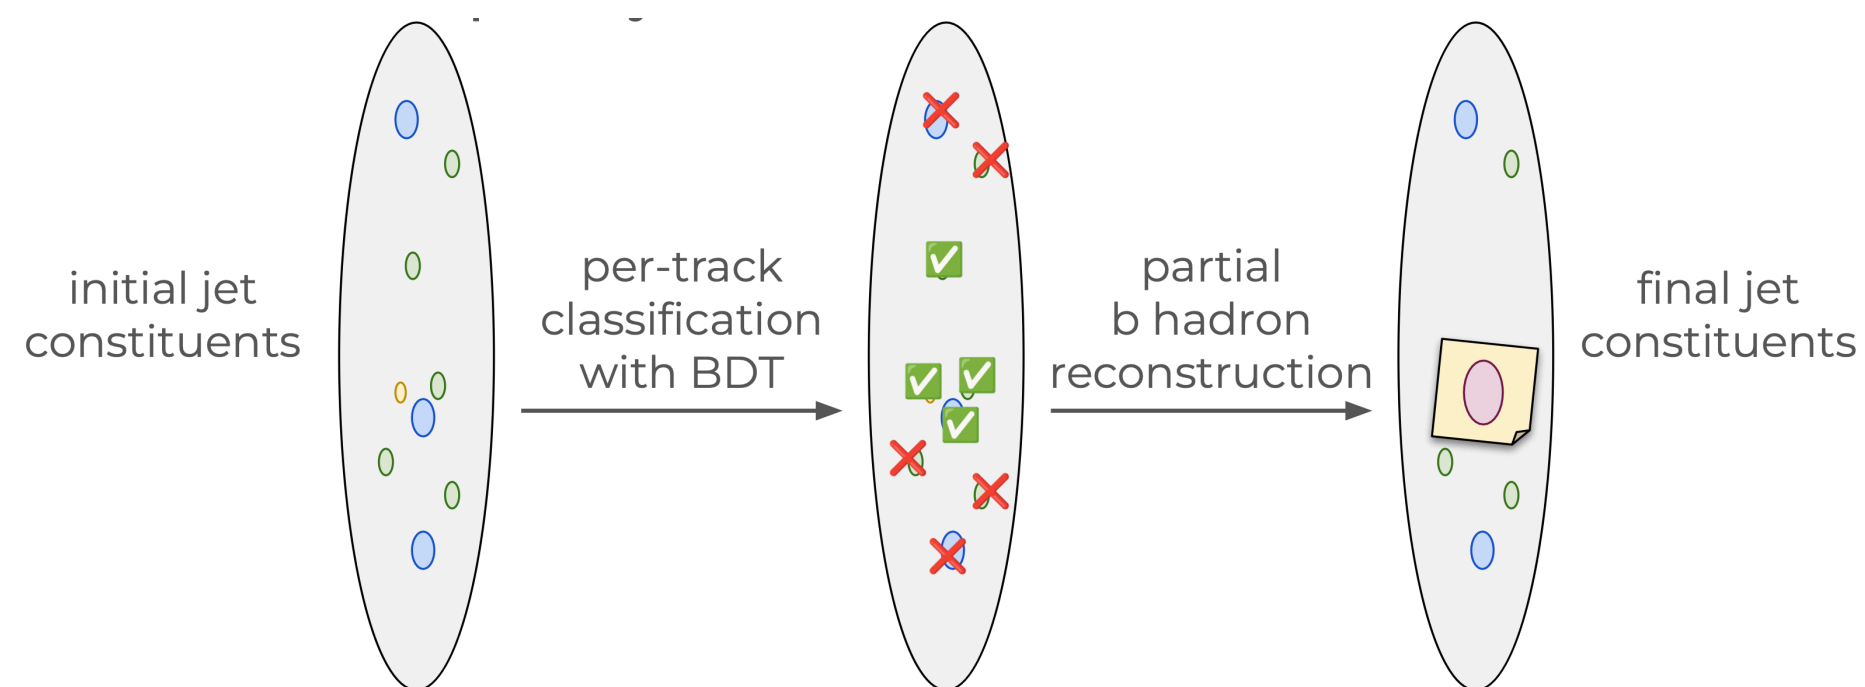 initial jet
constituents
per-track
classification
with BDT
partial
b hadron
reconstruction
final jet
constituents